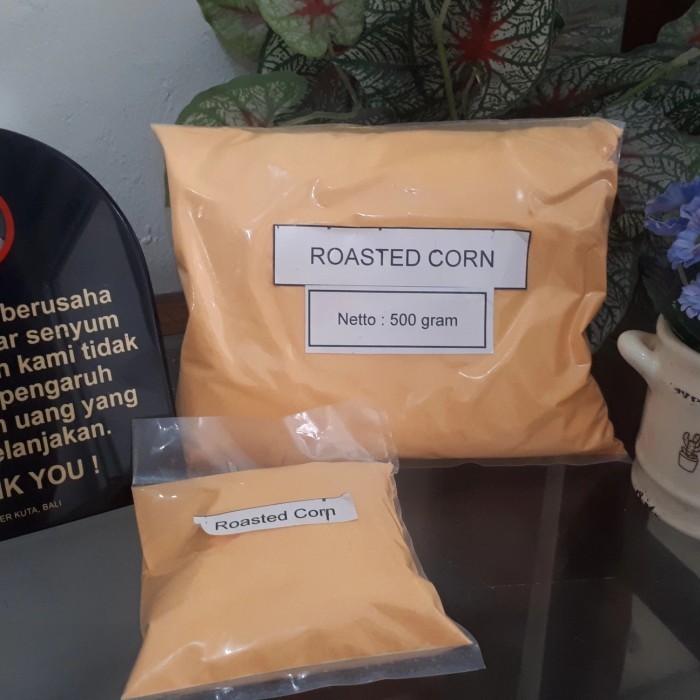 ROASTED CORN
Netto : 500 gram
Roasted Corn
berusaha
ar senyum
kami tidak
pengaruh
uang yang
elanjakan.
YOU !
KUTA, BALI